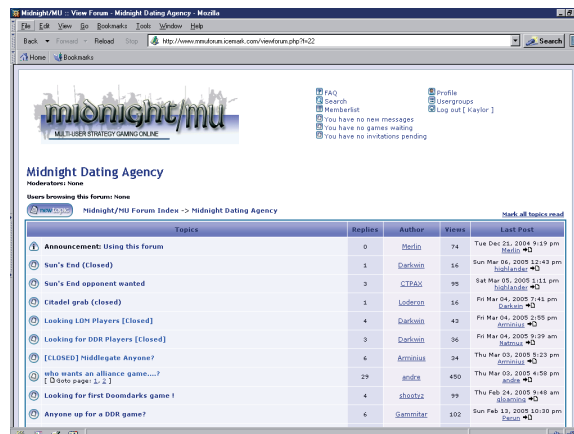 Midnight/MU :: View Forum - Midnight Dating Agency - Mozilla
File Edit View Go Bookmarks Tools Window Help
Back Forward Reload Stop http://www.mmuforum.icemark.com/viewforum.php?f=22 Search
Home Bookmarks
midnight/mu
MULTI-USER STRATEGY GAMING ONLINE
FAQ Profile
Search Usergroups
Memberlist Log out [ Kaylor ]
You have no new messages
You have no games waiting
You have no invitations pending
Midnight Dating Agency
Moderators: None
Users browsing this forum: None
new topic Midnight/MU Forum Index -> Midnight Dating Agency Mark all topics read
Topics Replies Author Views Last Post
Announcement: Using this forum 0 Merlin 74 Tue Dec 21, 2004 9:19 pm
Merlin
Sun's End (Closed) 1 Darkwin 16 Sun Mar 06, 2005 12:43 pm
highlander
Sun's End opponent wanted 3 CTPAX 95 Sat Mar 05, 2005 1:11 pm
highlander
Citadel grab (closed) 1 Loderon 16 Fri Mar 04, 2005 7:41 pm
Darkwin
Looking LOM Players [Closed] 4 Darkwin 43 Fri Mar 04, 2005 2:55 pm
Arminius
Looking for DDR Players [Closed] 3 Darkwin 36 Fri Mar 04, 2005 9:39 am
Hatmus
[CLOSED] Middlegate Anyone? 6 Arminius 34 Thu Mar 03, 2005 5:23 pm
Arminius
who wants an alliance game....? 29 andre 450 Thu Mar 03, 2005 4:58 pm
[ Goto page: 1, 2 ] andre
Looking for first Doomdarks game ! 4 shootyz 99 Thu Feb 24, 2005 9:48 am
gloaming
Anyone up for a DDR game? 6 Gammitar 102 Sun Feb 13, 2005 10:30 pm
Perun